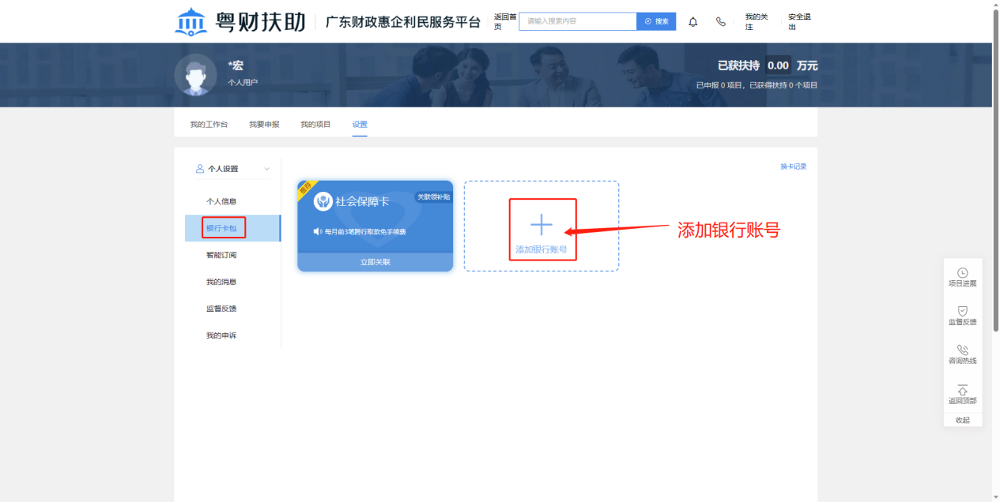 粤财扶助
广东财政惠企利民服务平台
返回首页
请输入搜索内容
搜索
我的关注
安全退出
*宏
个人用户
已获扶持 0.00 万元
已申报 0 项目，已获得扶持 0 个项目
我的工作台 我要申报 我的项目 设置
个人设置
换卡记录
个人信息
银行卡包
智能订阅
我的消息
监督反馈
我的申诉
推荐
社会保障卡
关联领补贴
每月前3笔跨行取款免手续费
立即关联
添加银行账号
添加银行账号
项目进展
监督反馈
咨询热线
返回顶部
收起